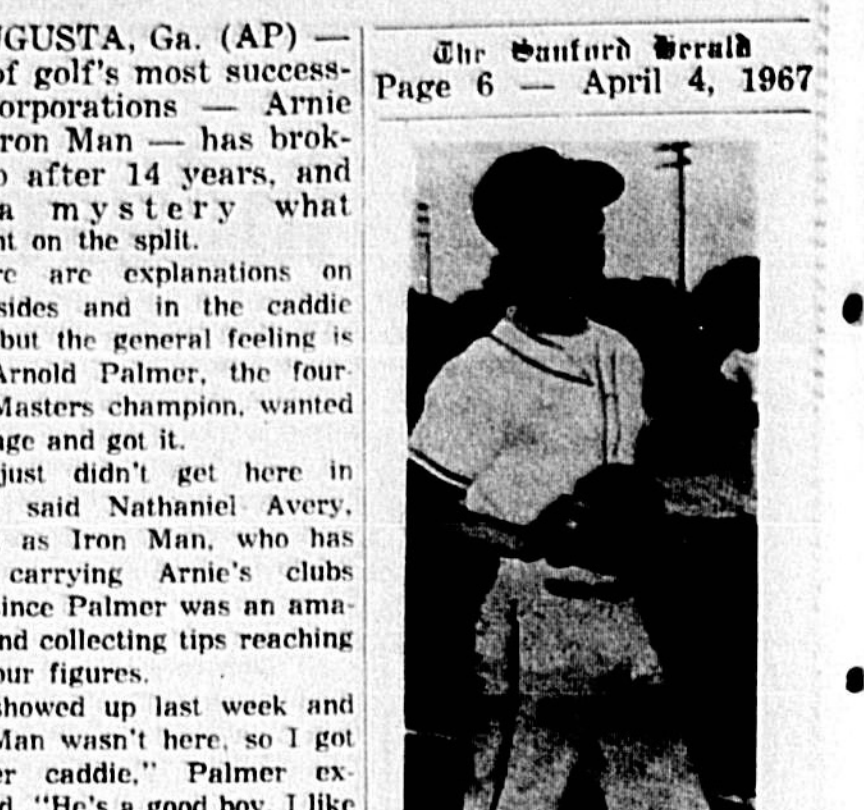 UGUSTA, Ga. (AP) —
of golf's most success-
orporations — Arnie
ron Man — has brok-
p after 14 years, and
a mystery what
nt on the split.
re are explanations on
sides and in the caddie
but the general feeling is
Arnold Palmer, the four-
Masters champion, wanted
nge and got it.
just didn't get here in
said Nathaniel Avery,
as Iron Man, who has
carrying Arnie's clubs
since Palmer was an ama-
nd collecting tips reaching
our figures.
showed up last week and
Man wasn't here, so I got
er caddie," Palmer ex-
d. "He's a good boy. I like
The Sanford Herald
Page 6 — April 4, 1967